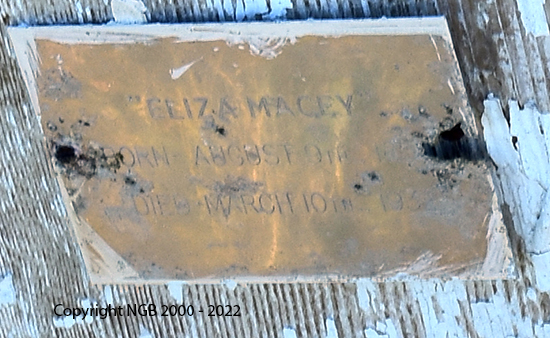 "ELIZA MACEY"
BORN AUGUST 9TH
DIED MARCH 10TH
Copyright NGB 2000 - 2022